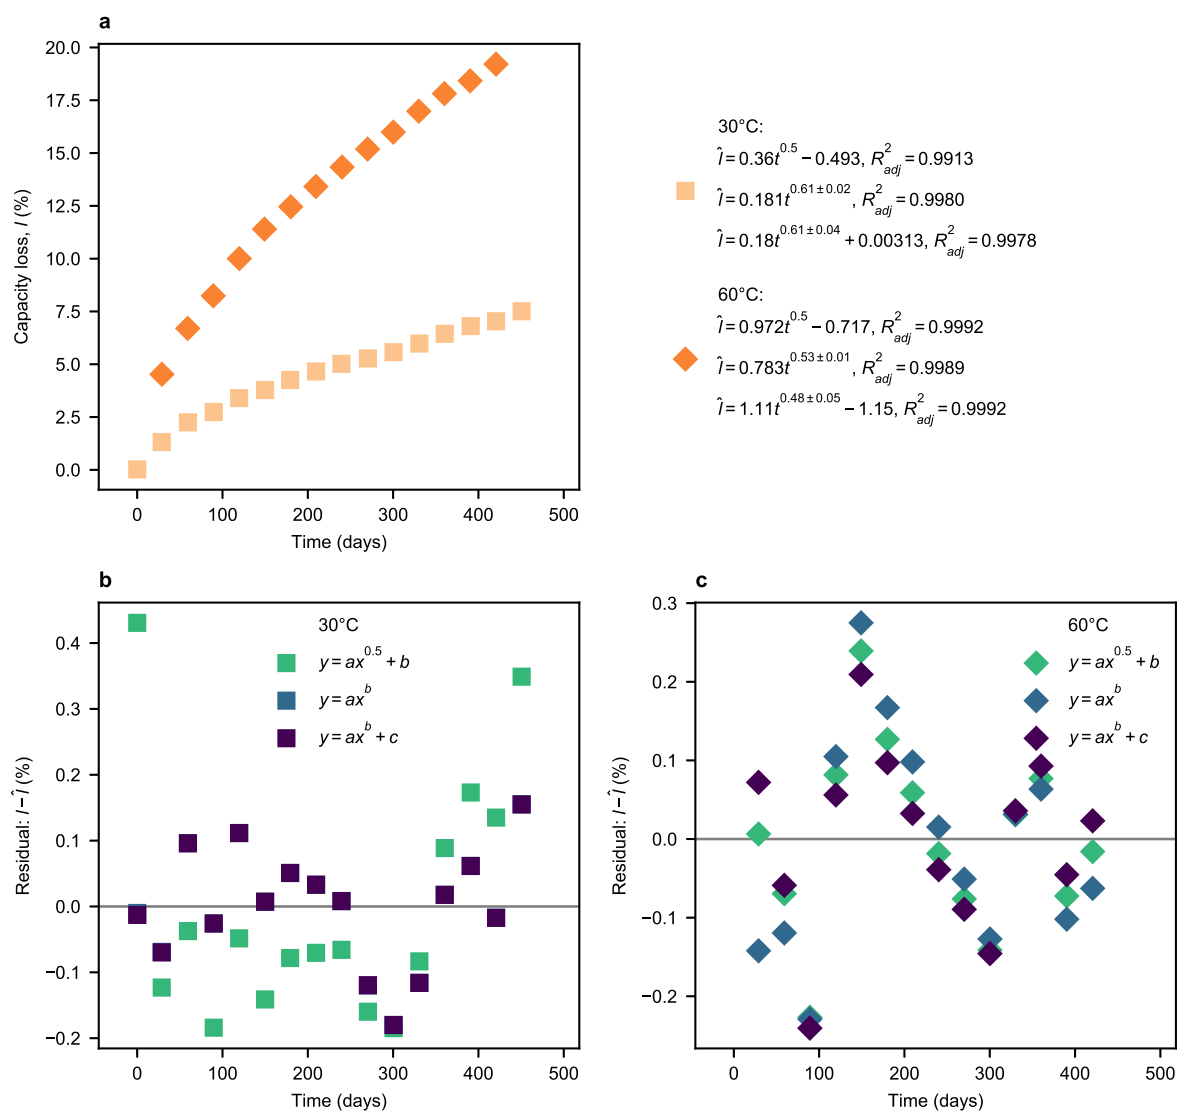 a
20.0
17.5
15.0
12.5
10.0
7.5
5.0
2.5
0.0
Capacity loss, l (%)
0 100 200 300 400 500
Time (days)
30°C:
l̂ = 0.36t^0.5 − 0.493, R²adj = 0.9913
l̂ = 0.181t^0.61 ± 0.02, R²adj = 0.9980
l̂ = 0.18t^0.61 ± 0.04 + 0.00313, R²adj = 0.9978
60°C:
l̂ = 0.972t^0.5 − 0.717, R²adj = 0.9992
l̂ = 0.783t^0.53 ± 0.01, R²adj = 0.9989
l̂ = 1.11t^0.48 ± 0.05 − 1.15, R²adj = 0.9992
b
0.4
0.3
0.2
0.1
0.0
−0.1
−0.2
Residual: l − l̂ (%)
30°C
y = ax^0.5 + b
y = ax^b
y = ax^b + c
0 100 200 300 400 500
Time (days)
c
0.3
0.2
0.1
0.0
−0.1
−0.2
Residual: l − l̂ (%)
60°C
y = ax^0.5 + b
y = ax^b
y = ax^b + c
0 100 200 300 400 500
Time (days)